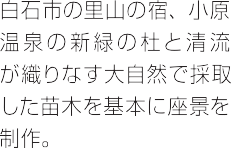 白石市の里山の宿、小原
温泉の新緑の杜と清流
が織りなす大自然で採取
した苗木を基本に座景を
制作。